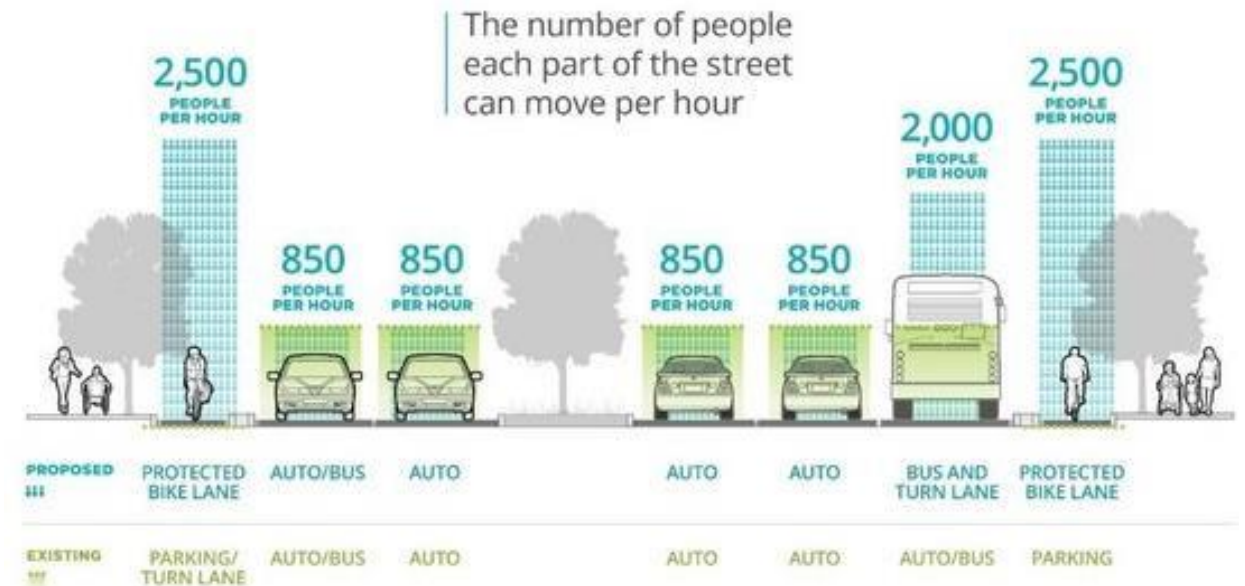 The number of people
each part of the street
can move per hour
2,500
PEOPLE
PER HOUR
850
PEOPLE
PER HOUR
850
PEOPLE
PER HOUR
850
PEOPLE
PER HOUR
850
PEOPLE
PER HOUR
2,000
PEOPLE
PER HOUR
2,500
PEOPLE
PER HOUR
PROPOSED
PROTECTED
BIKE LANE
AUTO/BUS
AUTO
AUTO
AUTO
BUS AND
TURN LANE
PROTECTED
BIKE LANE
EXISTING
PARKING/
TURN LANE
AUTO/BUS
AUTO
AUTO
AUTO
AUTO/BUS
PARKING